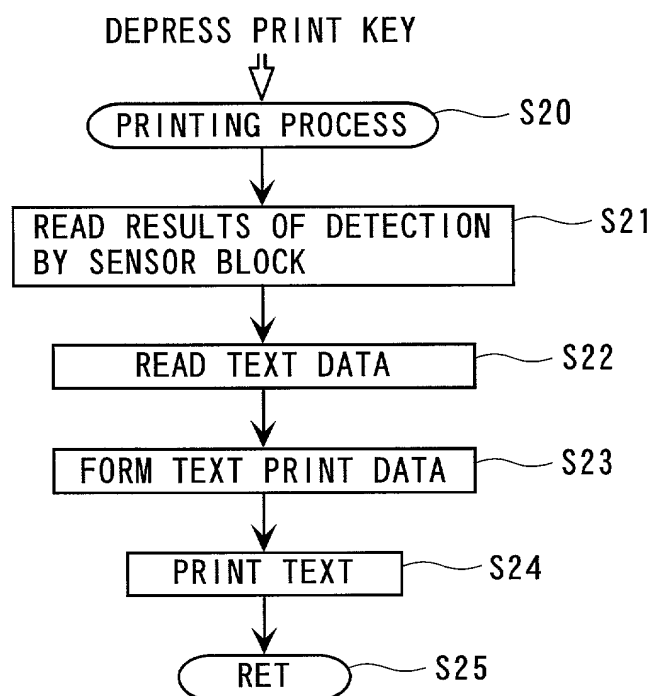 DEPRESS PRINT KEY
PRINTING PROCESS
S20
READ RESULTS OF DETECTION
BY SENSOR BLOCK
S21
READ TEXT DATA
S22
FORM TEXT PRINT DATA
S23
PRINT TEXT
S24
RET
S25